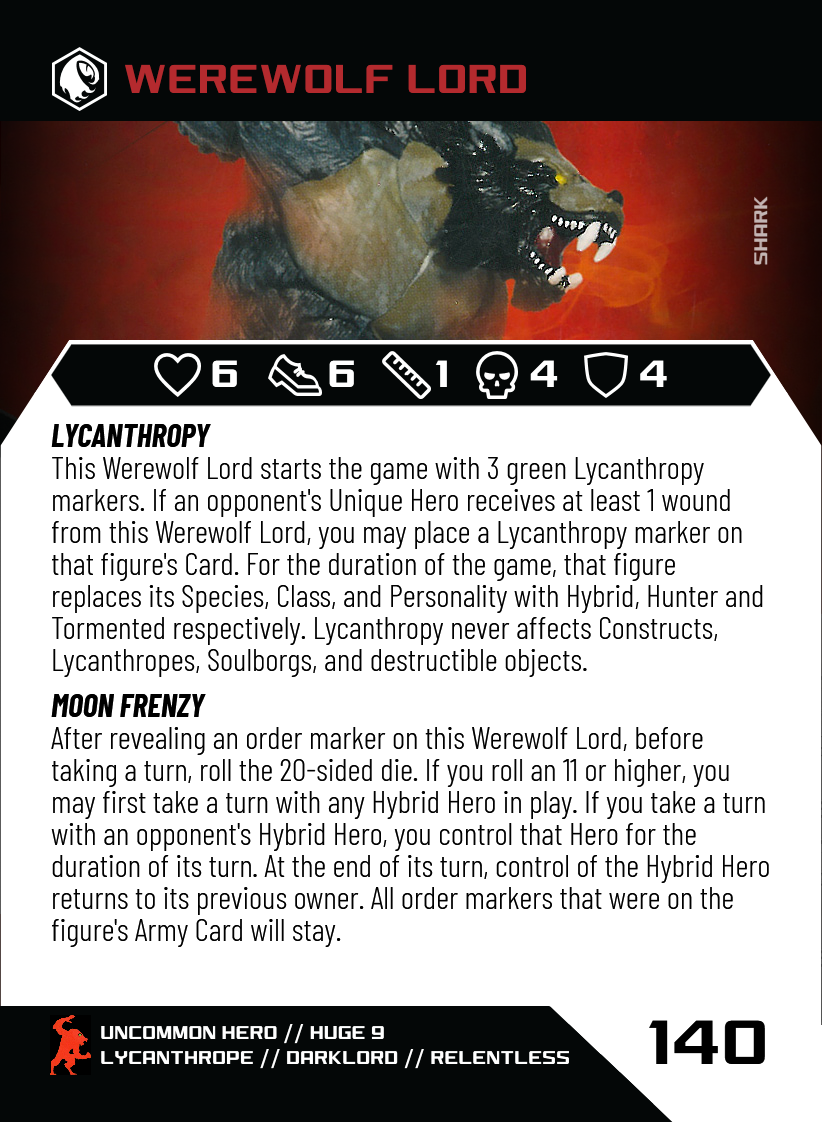 WEREWOLF LORD
SHARK
6 6 1 4 4
LYCANTHROPY
This Werewolf Lord starts the game with 3 green Lycanthropy
markers. If an opponent's Unique Hero receives at least 1 wound
from this Werewolf Lord, you may place a Lycanthropy marker on
that figure's Card. For the duration of the game, that figure
replaces its Species, Class, and Personality with Hybrid, Hunter and
Tormented respectively. Lycanthropy never affects Constructs,
Lycanthropes, Soulborgs, and destructible objects.
MOON FRENZY
After revealing an order marker on this Werewolf Lord, before
taking a turn, roll the 20-sided die. If you roll an 11 or higher, you
may first take a turn with any Hybrid Hero in play. If you take a turn
with an opponent's Hybrid Hero, you control that Hero for the
duration of its turn. At the end of its turn, control of the Hybrid Hero
returns to its previous owner. All order markers that were on the
figure's Army Card will stay.
UNCOMMON HERO // HUGE 9
LYCANTHROPE // DARKLORD // RELENTLESS
140